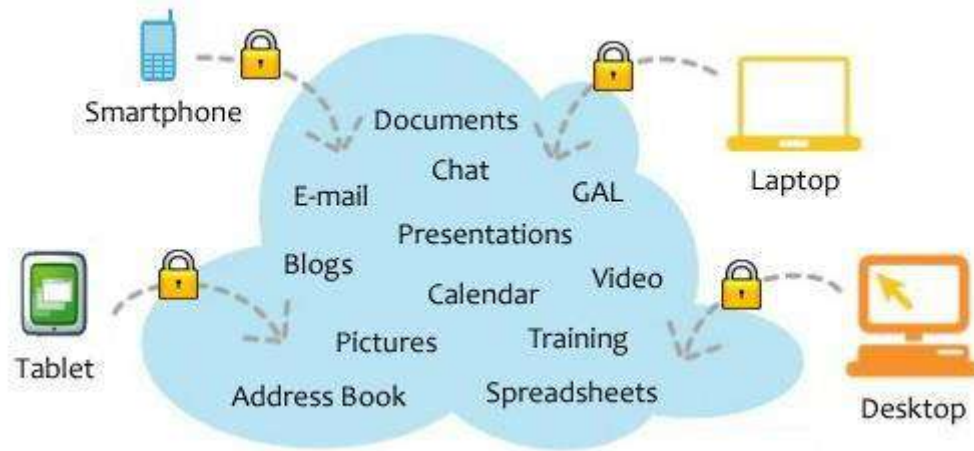 Smartphone
Documents
Chat
E-mail
GAL
Laptop
Presentations
Blogs
Video
Calendar
Tablet
Pictures
Training
Address Book
Spreadsheets
Desktop